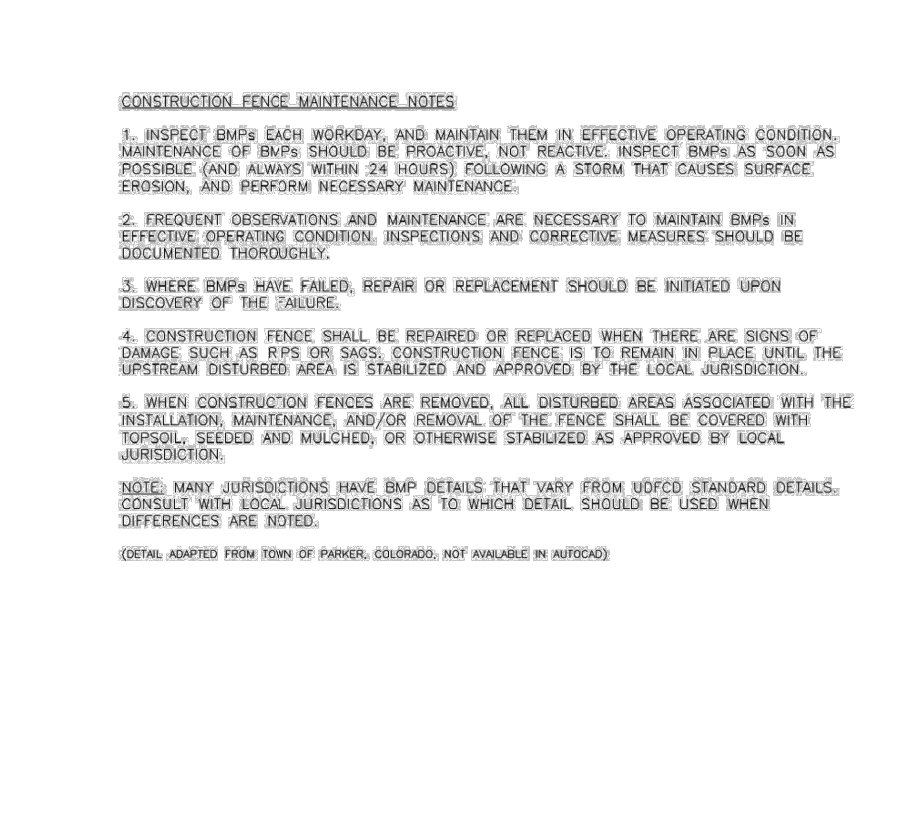 CONSTRUCTION FENCE MAINTENANCE NOTES
1. INSPECT BMPs EACH WORKDAY, AND MAINTAIN THEM IN EFFECTIVE OPERATING CONDITION.
MAINTENANCE OF BMPs SHOULD BE PROACTIVE, NOT REACTIVE. INSPECT BMPs AS SOON AS
POSSIBLE (AND ALWAYS WITHIN 24 HOURS) FOLLOWING A STORM THAT CAUSES SURFACE
EROSION, AND PERFORM NECESSARY MAINTENANCE.
2. FREQUENT OBSERVATIONS AND MAINTENANCE ARE NECESSARY TO MAINTAIN BMPs IN
EFFECTIVE OPERATING CONDITION. INSPECTIONS AND CORRECTIVE MEASURES SHOULD BE
DOCUMENTED THOROUGHLY.
3. WHERE BMPs HAVE FAILED, REPAIR OR REPLACEMENT SHOULD BE INITIATED UPON
DISCOVERY OF THE FAILURE.
4. CONSTRUCTION FENCE SHALL BE REPAIRED OR REPLACED WHEN THERE ARE SIGNS OF
DAMAGE SUCH AS RIPS OR SAGS. CONSTRUCTION FENCE IS TO REMAIN IN PLACE UNTIL THE
UPSTREAM DISTURBED AREA IS STABILIZED AND APPROVED BY THE LOCAL JURISDICTION.
5. WHEN CONSTRUCTION FENCES ARE REMOVED, ALL DISTURBED AREAS ASSOCIATED WITH THE
INSTALLATION, MAINTENANCE, AND/OR REMOVAL OF THE FENCE SHALL BE COVERED WITH
TOPSOIL, SEEDED AND MULCHED, OR OTHERWISE STABILIZED AS APPROVED BY LOCAL
JURISDICTION.
NOTE: MANY JURISDICTIONS HAVE BMP DETAILS THAT VARY FROM UDFCD STANDARD DETAILS.
CONSULT WITH LOCAL JURISDICTIONS AS TO WHICH DETAIL SHOULD BE USED WHEN
DIFFERENCES ARE NOTED.
(DETAIL ADAPTED FROM TOWN OF PARKER, COLORADO, NOT AVAILABLE IN AUTOCAD)